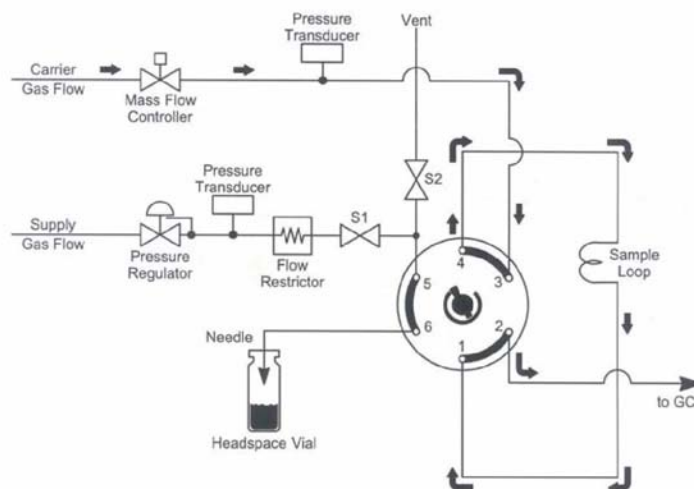 Pressure
Transducer
Vent
Carrier
Gas Flow
Mass Flow
Controller
Pressure
Transducer
S2
S1
Supply
Gas Flow
Pressure
Regulator
Flow
Restrictor
4
3
5
6
2
1
Sample
Loop
Needle
to GC
Headspace Vial